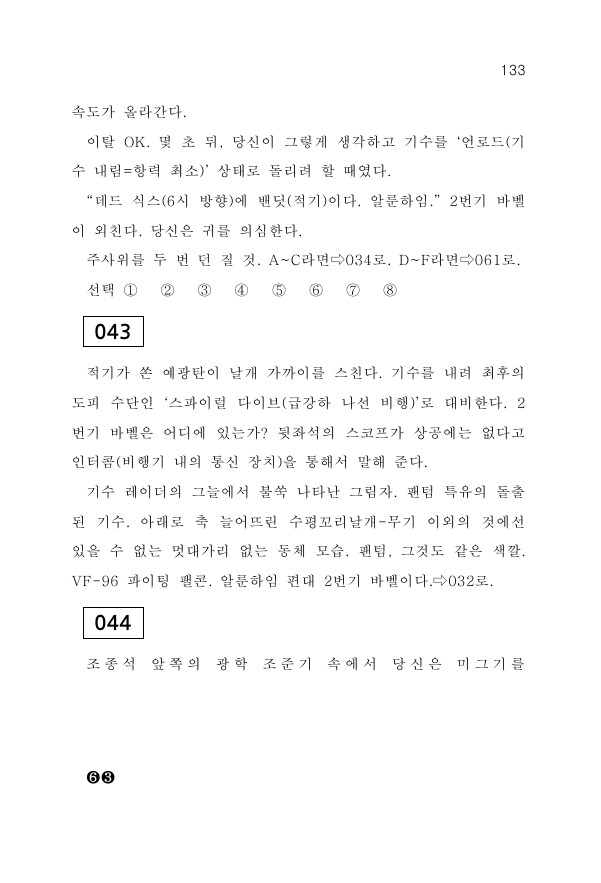 133
속도가 올라간다.
이탈 OK. 몇 초 뒤, 당신이 그렇게 생각하고 기수를 ‘언로드(기
수 내림=항력 최소)’ 상태로 돌리려 할 때였다.
“데드 식스(6시 방향)에 밴딧(적기)이다. 알룬하임.” 2번기 바벨
이 외친다. 당신은 귀를 의심한다.
주사위를 두 번 던 질 것. A~C라면⇨034로. D~F라면⇨061로.
선택 ① ② ③ ④ ⑤ ⑥ ⑦ ⑧
043
적기가 쏜 예광탄이 날개 가까이를 스친다. 기수를 내려 최후의
도피 수단인 ‘스파이럴 다이브(급강하 나선 비행)’로 대비한다. 2
번기 바벨은 어디에 있는가? 뒷좌석의 스코프가 상공에는 없다고
인터콤(비행기 내의 통신 장치)을 통해서 말해 준다.
기수 레이더의 그늘에서 불쑥 나타난 그림자. 팬텀 특유의 돌출
된 기수. 아래로 축 늘어뜨린 수평꼬리날개-무기 이외의 것에선
있을 수 없는 멋대가리 없는 동체 모습. 팬텀, 그것도 같은 색깔.
VF-96 파이팅 팰콘. 알룬하임 편대 2번기 바벨이다.⇨032로.
044
조종석 앞쪽의 광학 조준기 속에서 당신은 미그기를
❻❸